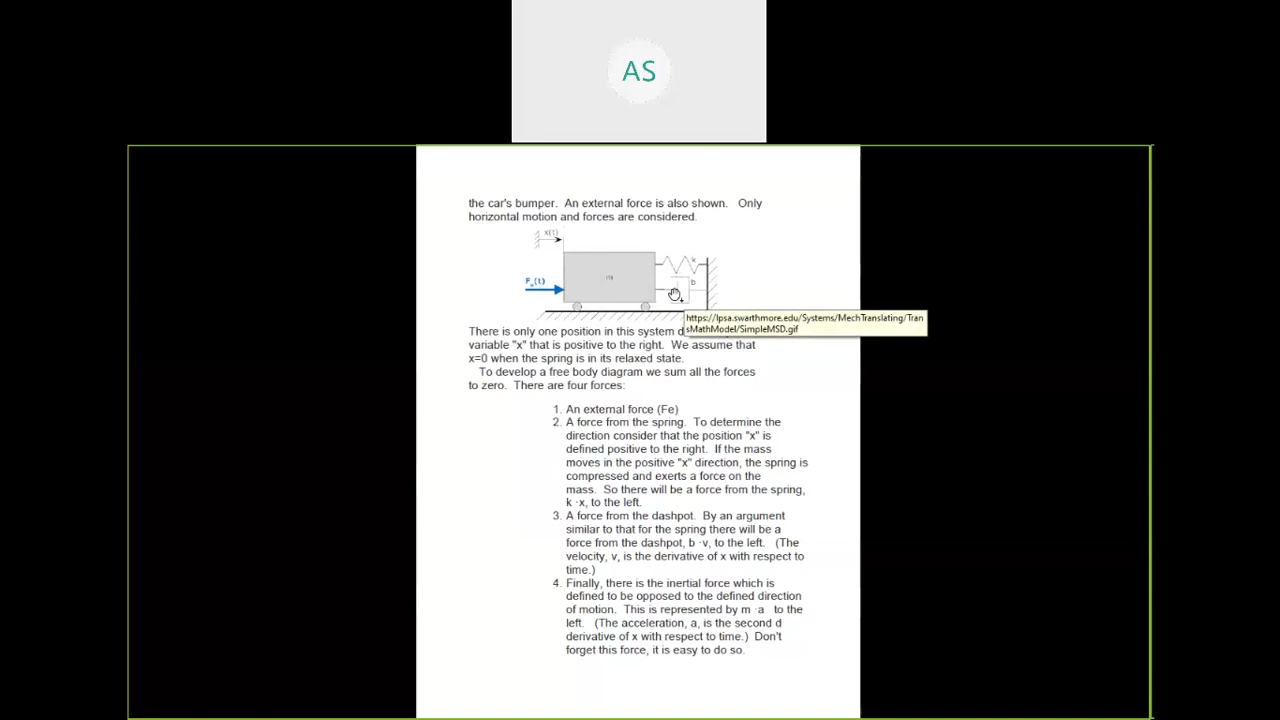 AS
the car's bumper. An external force is also shown. Only
horizontal motion and forces are considered.
x(t)
k
m
Fe(t)
b
https://lpsa.swarthmore.edu/Systems/MechTranslating/Tran
sMathModel/SimpleMSD.gif
There is only one position in this system d
variable "x" that is positive to the right. We assume that
x=0 when the spring is in its relaxed state.
To develop a free body diagram we sum all the forces
to zero. There are four forces:
1. An external force (Fe)
2. A force from the spring. To determine the
direction consider that the position "x" is
defined positive to the right. If the mass
moves in the positive "x" direction, the spring is
compressed and exerts a force on the
mass. So there will be a force from the spring,
k ·x, to the left.
3. A force from the dashpot. By an argument
similar to that for the spring there will be a
force from the dashpot, b ·v, to the left. (The
velocity, v, is the derivative of x with respect to
time.)
4. Finally, there is the inertial force which is
defined to be opposed to the defined direction
of motion. This is represented by m ·a to the
left. (The acceleration, a, is the second d
derivative of x with respect to time.) Don't
forget this force, it is easy to do so.